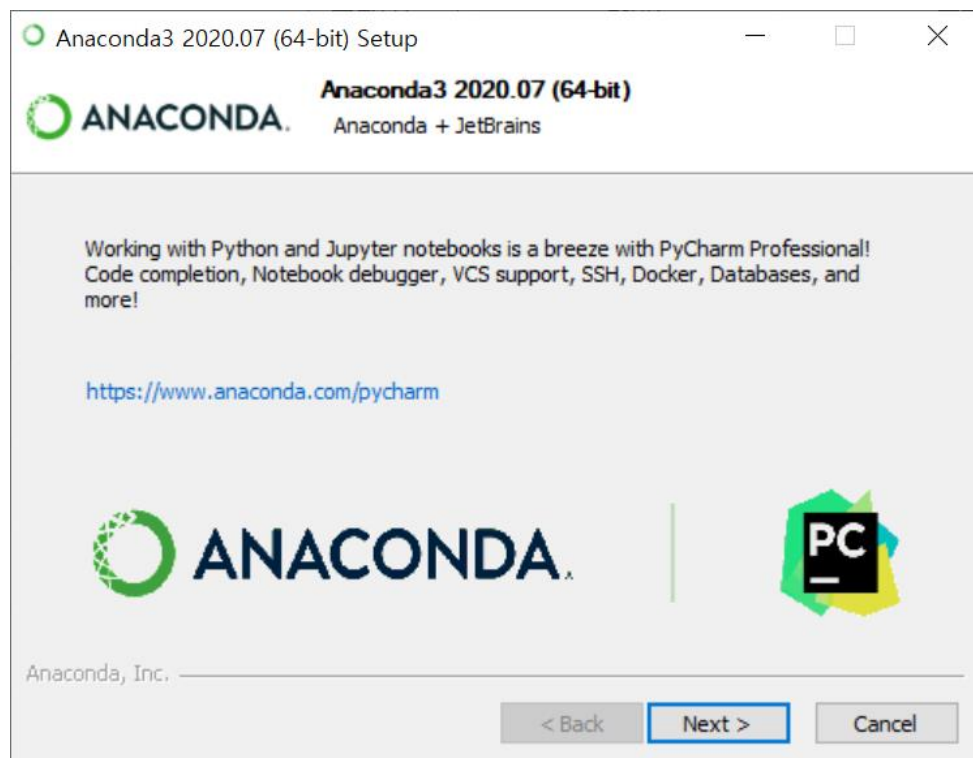 Anaconda3 2020.07 (64-bit) Setup
ANACONDA.
Anaconda3 2020.07 (64-bit)
Anaconda + JetBrains
Working with Python and Jupyter notebooks is a breeze with PyCharm Professional!
Code completion, Notebook debugger, VCS support, SSH, Docker, Databases, and
more!
https://www.anaconda.com/pycharm
ANACONDA.
PC
Anaconda, Inc.
< Back
Next >
Cancel